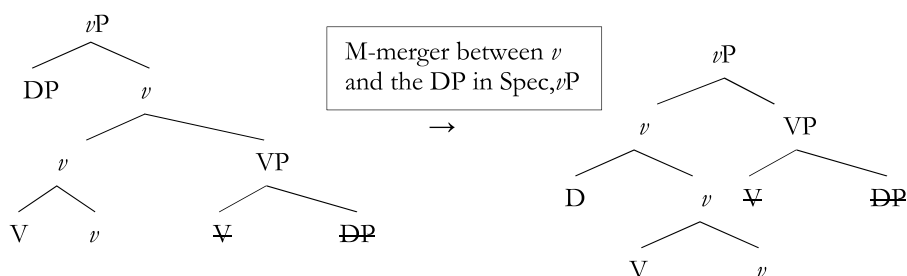 vP
DP
v
v
VP
V
v
V
DP
M-merger between v
and the DP in Spec,vP
→
vP
v
VP
D
v
V
DP
V
v